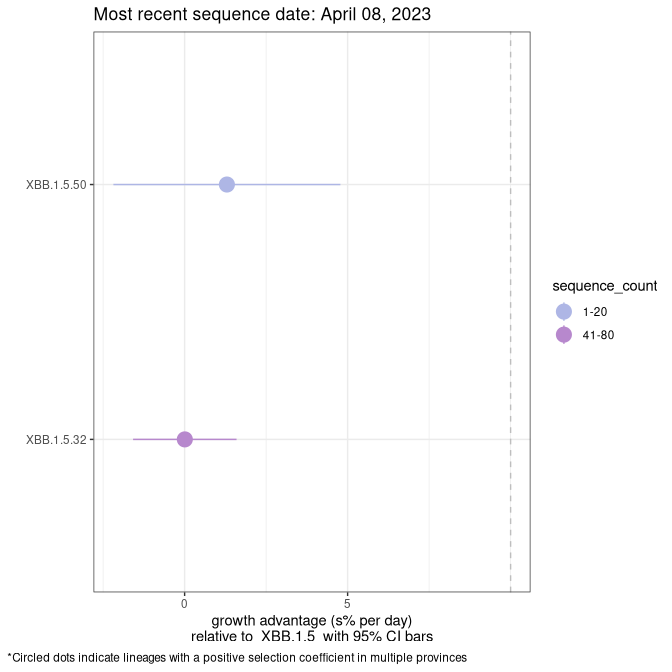 Most recent sequence date: April 08, 2023
XBB.1.5.50
XBB.1.5.32
0 5
growth advantage (s% per day)
relative to  XBB.1.5  with 95% CI bars
sequence_count
1-20
41-80
*Circled dots indicate lineages with a positive selection coefficient in multiple provinces